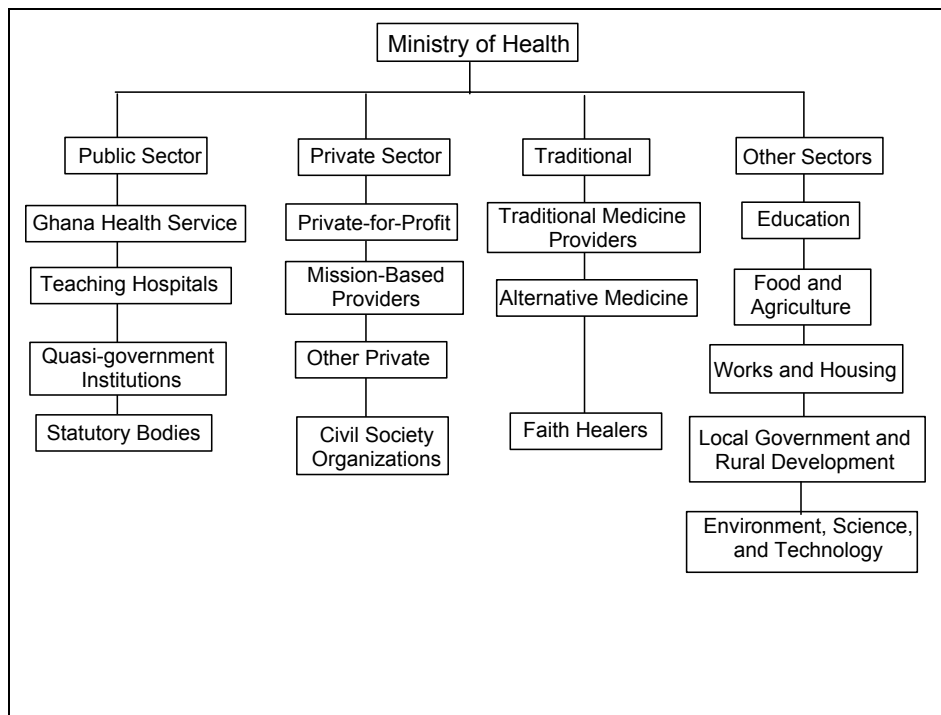 Ministry of Health
Public Sector
Ghana Health Service
Teaching Hospitals
Quasi-government
Institutions
Statutory Bodies
Private Sector
Private-for-Profit
Mission-Based
Providers
Other Private
Civil Society
Organizations
Traditional
Traditional Medicine
Providers
Alternative Medicine
Faith Healers
Other Sectors
Education
Food and
Agriculture
Works and Housing
Local Government and
Rural Development
Environment, Science,
and Technology